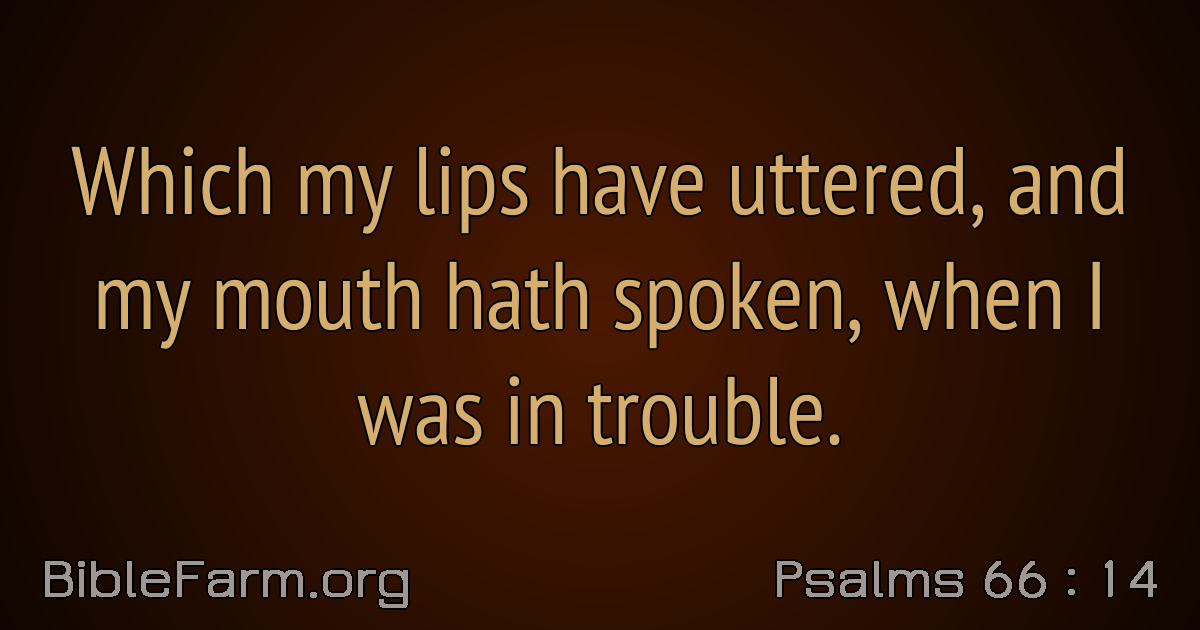 Which my lips have uttered, and
my mouth hath spoken, when I
was in trouble.
BibleFarm.org
Psalms 66 : 14